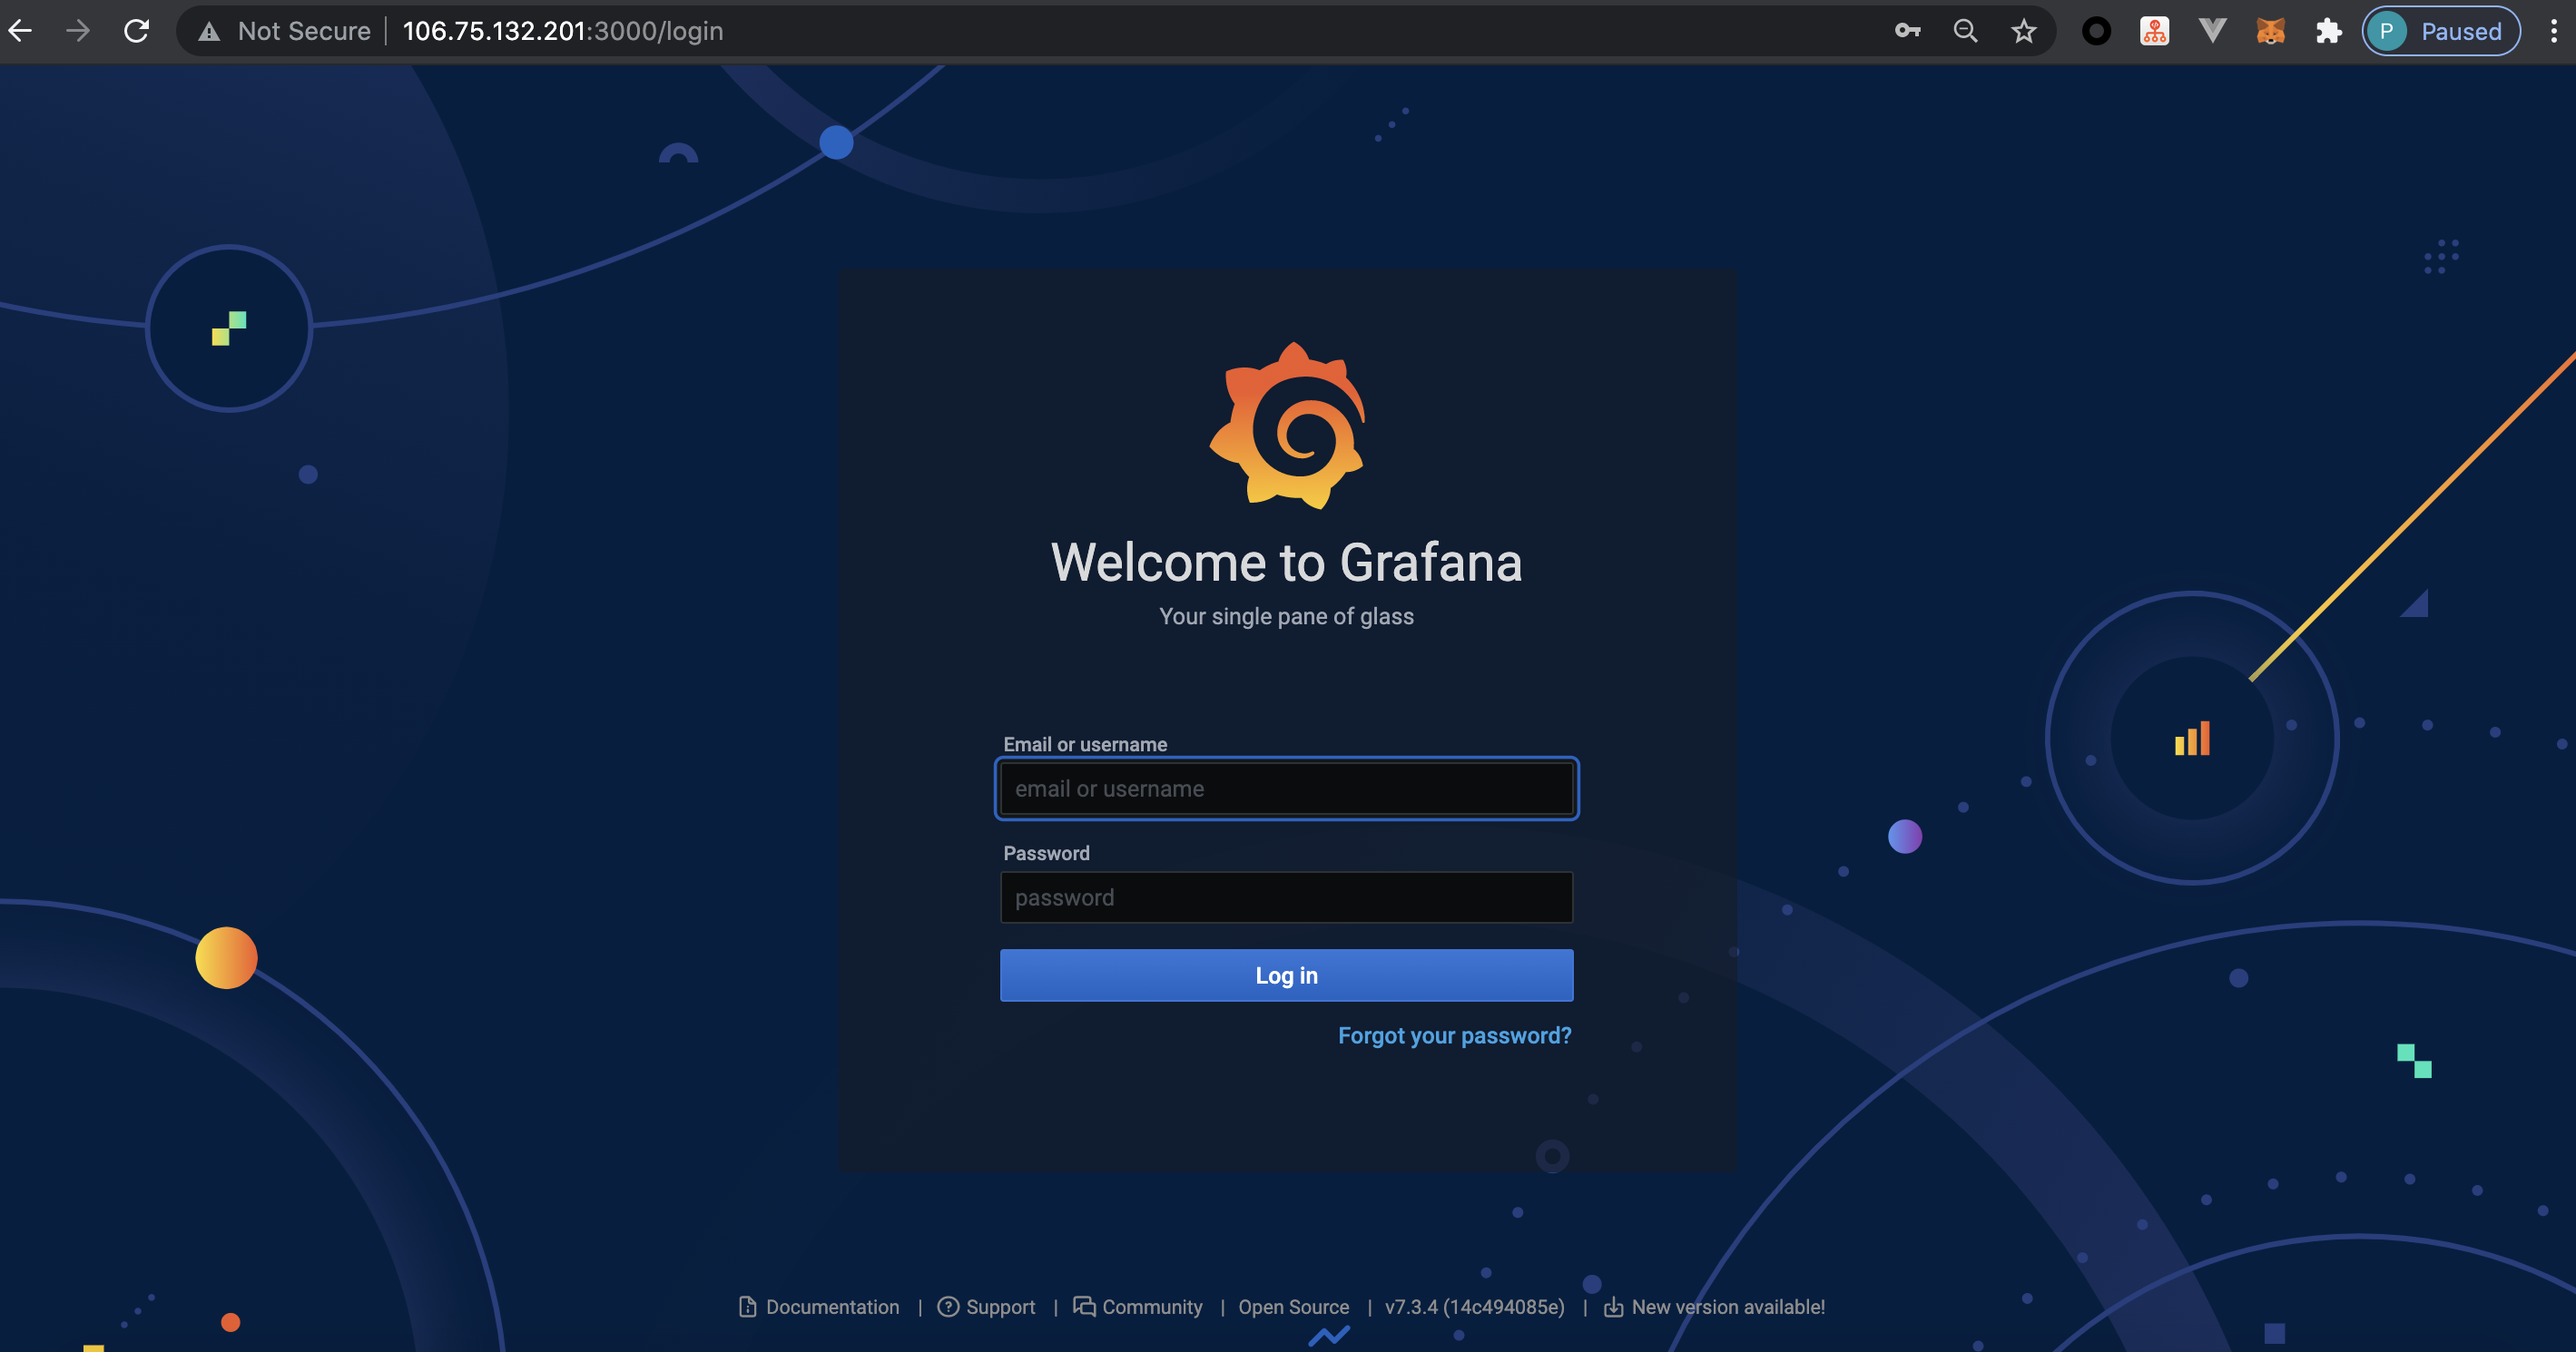 Not Secure | 106.75.132.201:3000/login
P Paused
Welcome to Grafana
Your single pane of glass
Email or username
email or username
Password
password
Log in
Forgot your password?
Documentation | Support | Community | Open Source | v7.3.4 (14c494085e) | New version available!